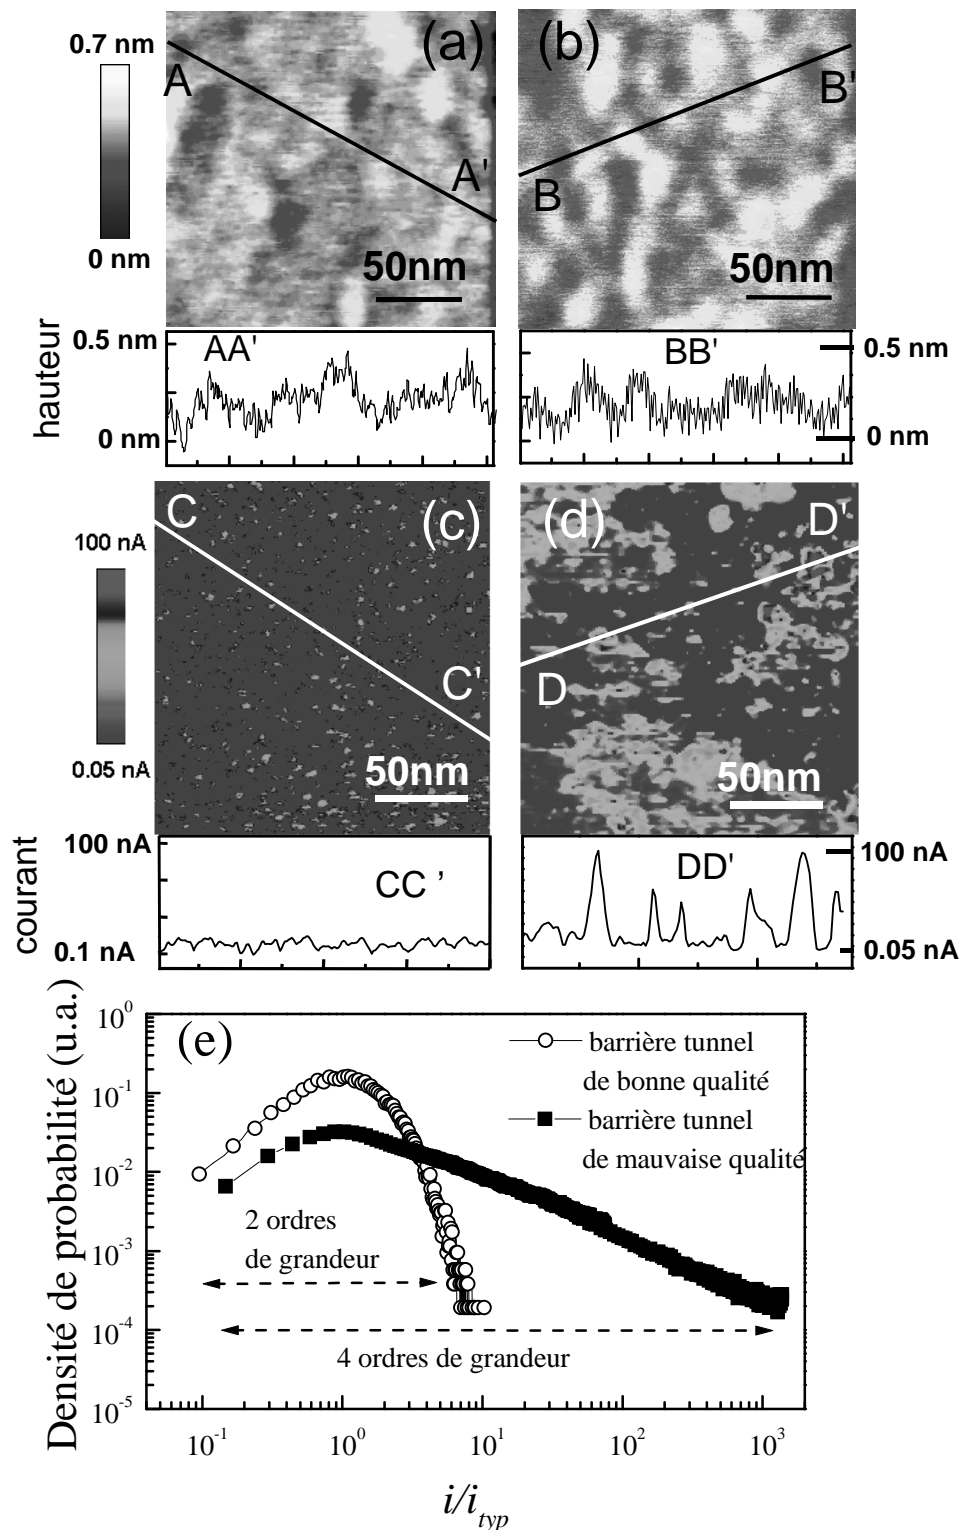 0.7 nm
0 nm
(a)
A
A'
50nm
(b)
B
B'
50nm
hauteur
0.5 nm
0 nm
AA'
BB'
0.5 nm
0 nm
100 nA
0.05 nA
C
(c)
C'
50nm
(d)
D'
D
50nm
courant
100 nA
0.1 nA
CC '
DD'
100 nA
0.05 nA
Densité de probabilité (u.a.)
10^0
10^-1
10^-2
10^-3
10^-4
10^-5
(e)
barrière tunnel
de bonne qualité
barrière tunnel
de mauvaise qualité
2 ordres
de grandeur
4 ordres de grandeur
10^-1 10^0 10^1 10^2 10^3
i/i_typ